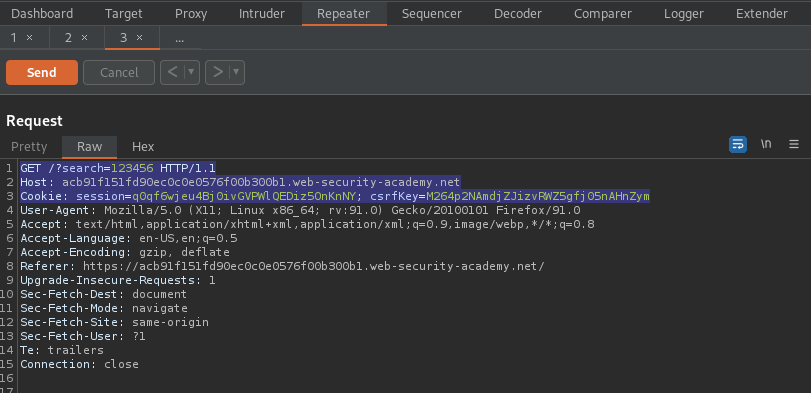 Dashboard Target Proxy Intruder Repeater Sequencer Decoder Comparer Logger Extender
1 × 2 × 3 × ...
Send Cancel < ▼ > ▼
Request
Pretty Raw Hex \n
1 GET /?search=123456 HTTP/1.1
2 Host: acb91f151fd90ec0c0e0576f00b300b1.web-security-academy.net
3 Cookie: session=qOqf6wjeu4BjOivGVPWlQEDiz5OnKnNY; csrfKey=M264p2NAmdjZJizvRWZ5gfjO5nAHnZym
4 User-Agent: Mozilla/5.0 (X11; Linux x86_64; rv:91.0) Gecko/20100101 Firefox/91.0
5 Accept: text/html,application/xhtml+xml,application/xml;q=0.9,image/webp,*/*;q=0.8
6 Accept-Language: en-US,en;q=0.5
7 Accept-Encoding: gzip, deflate
8 Referer: https://acb91f151fd90ec0c0e0576f00b300b1.web-security-academy.net/
9 Upgrade-Insecure-Requests: 1
10 Sec-Fetch-Dest: document
11 Sec-Fetch-Mode: navigate
12 Sec-Fetch-Site: same-origin
13 Sec-Fetch-User: ?1
14 Te: trailers
15 Connection: close
16
17